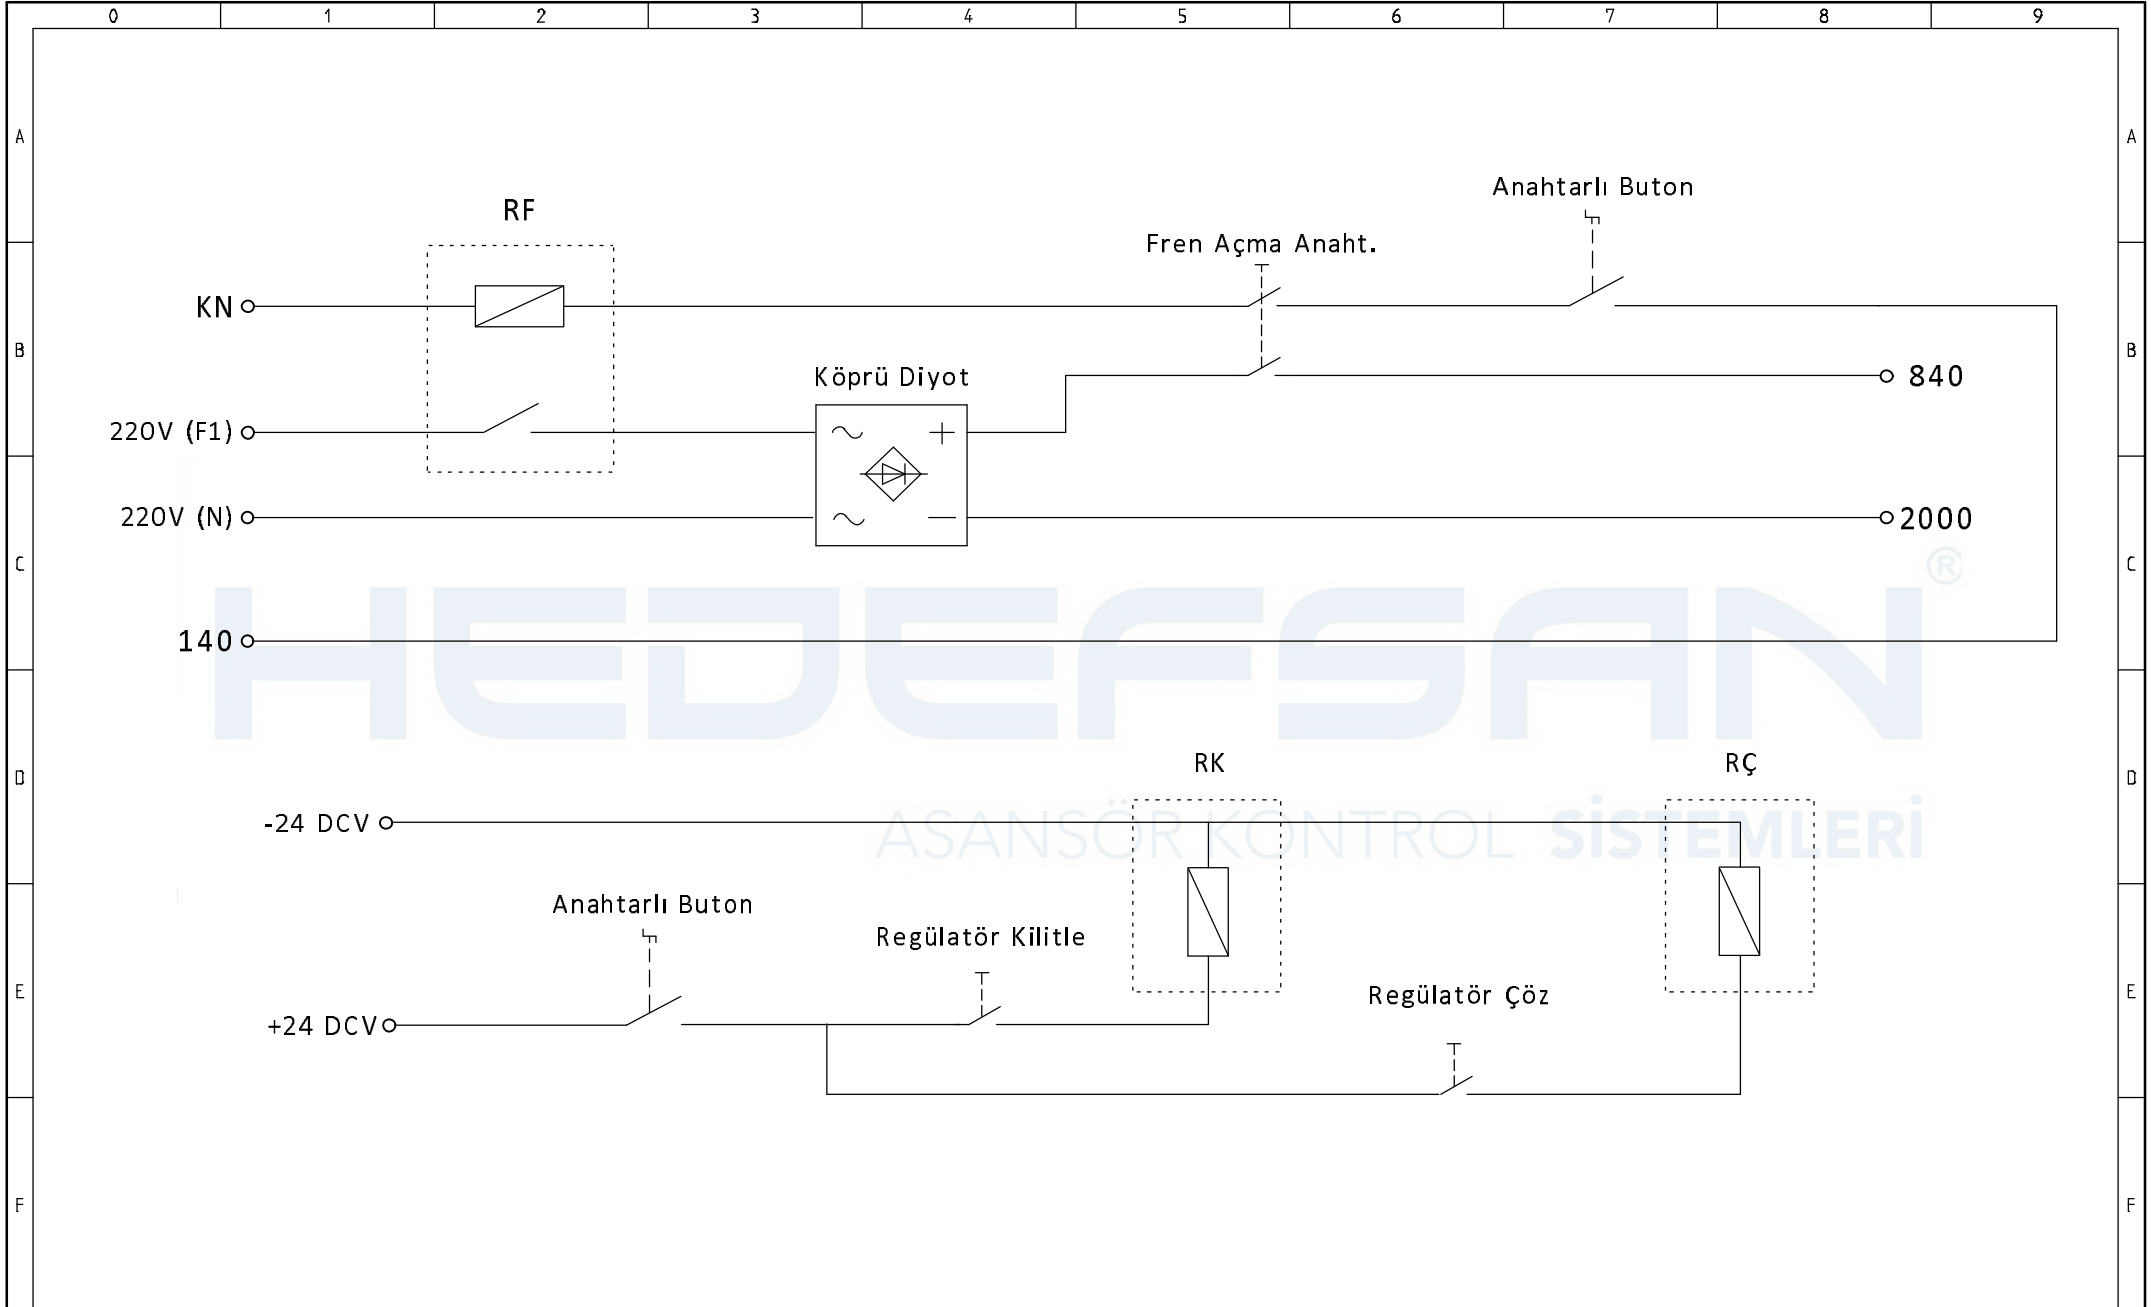 0 1 2 3 4 5 6 7 8 9
A A
Anahtarlı Buton
RF
Fren Açma Anaht.
KN
B B
Köprü Diyot
840
220V (F1)
220V (N)
2000
C C
HEDEFSAN®
140
RK RÇ
D D
-24 DCV
ASANSÖR KONTROL SİSTEMLERİ
Anahtarlı Buton
Regülatör Kilitle
E E
Regülatör Çöz
+24 DCV
F F